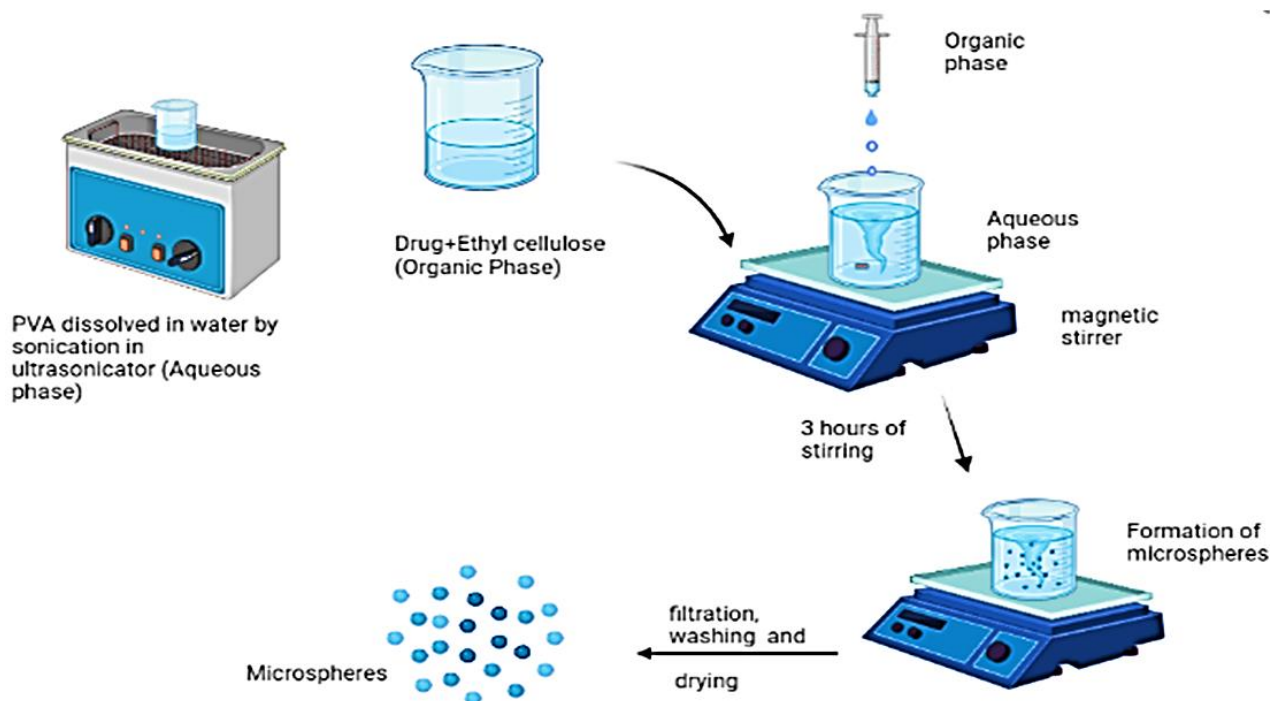 PVA dissolved in water by
sonication in
ultrasonicator (Aqueous
phase)
Drug+Ethyl cellulose
(Organic Phase)
Organic
phase
Aqueous
phase
magnetic
stirrer
3 hours of
stirring
Formation of
microspheres
filtration,
washing and
drying
Microspheres